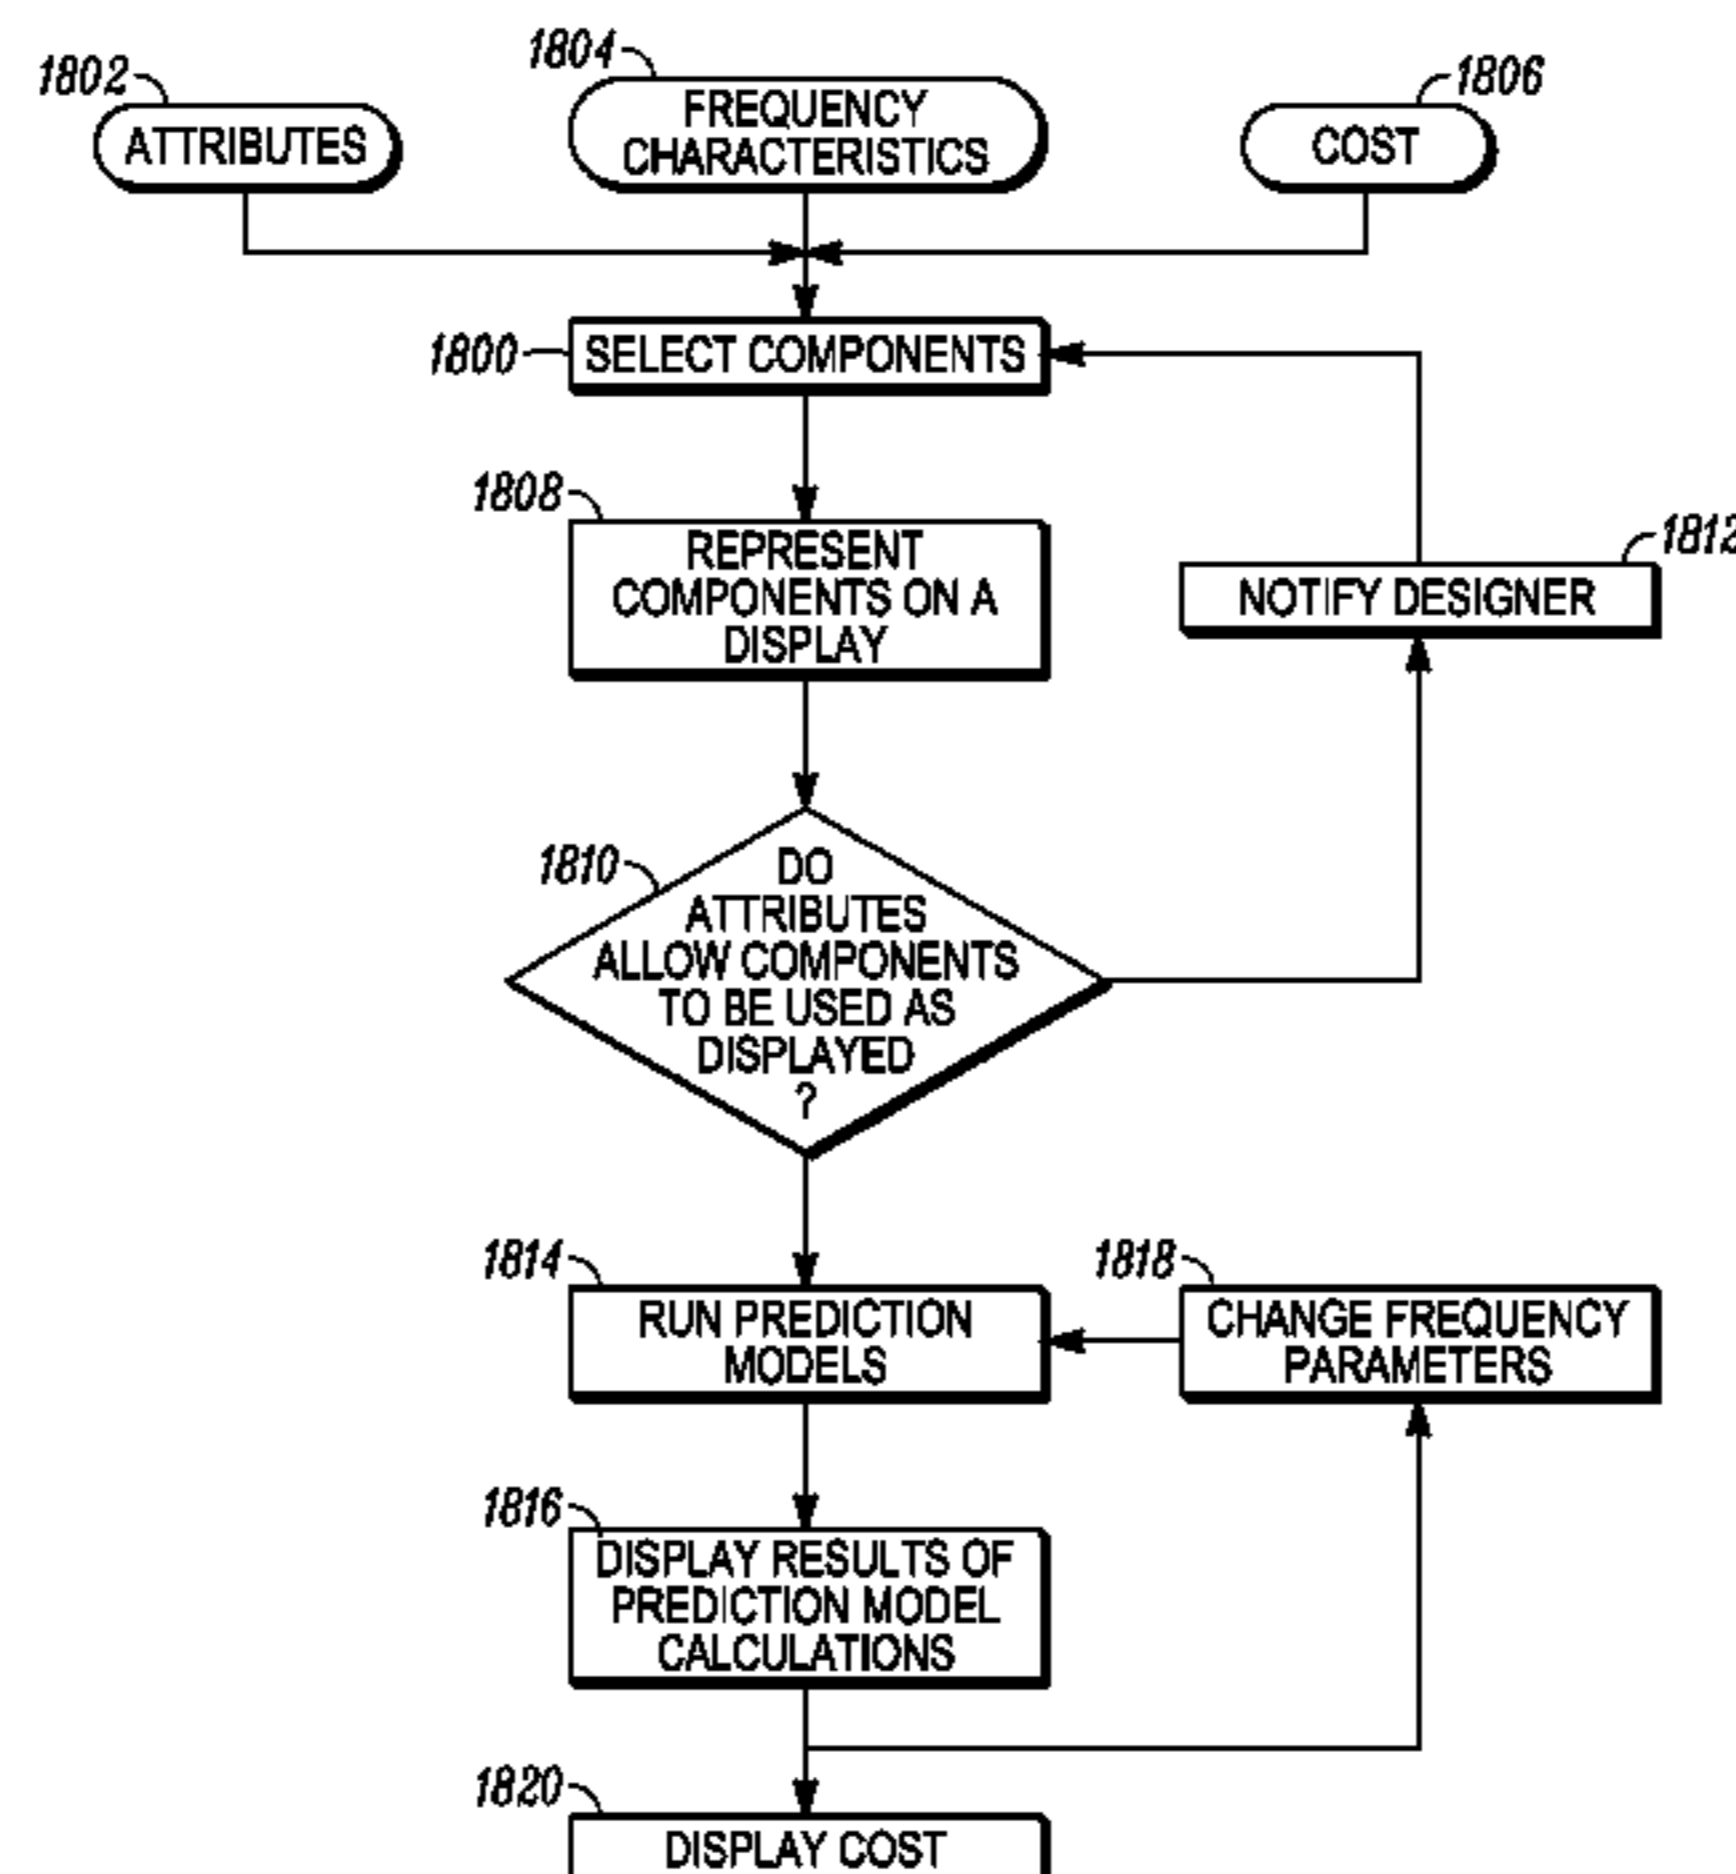 1802
ATTRIBUTES
1804
FREQUENCY
CHARACTERISTICS
1806
COST
1800
SELECT COMPONENTS
1808
REPRESENT
COMPONENTS ON A
DISPLAY
1812
NOTIFY DESIGNER
1810
DO
ATTRIBUTES
ALLOW COMPONENTS
TO BE USED AS
DISPLAYED
?
1814
RUN PREDICTION
MODELS
1818
CHANGE FREQUENCY
PARAMETERS
1816
DISPLAY RESULTS OF
PREDICTION MODEL
CALCULATIONS
1820
DISPLAY COST